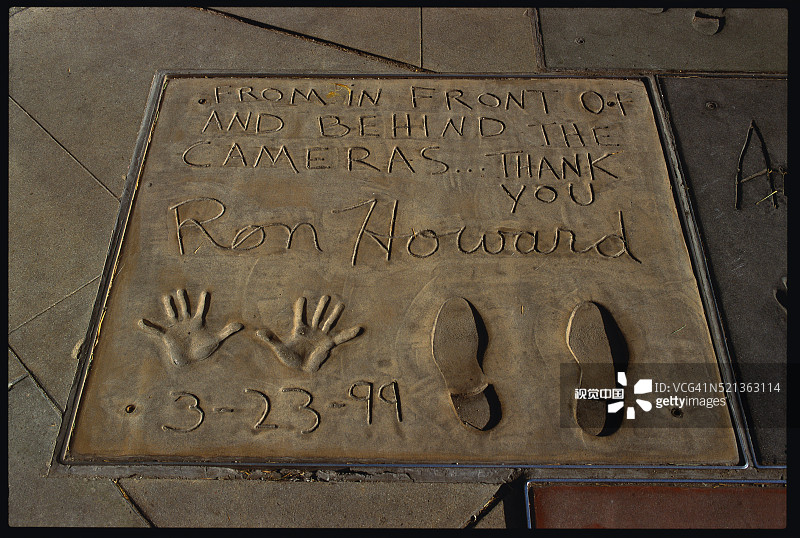 FROM IN FRONT OF
AND BEHIND THE
CAMERAS... THANK
YOU
Ron Howard
3-23-99
视觉中国
ID: VCG41N521363114
gettyimages